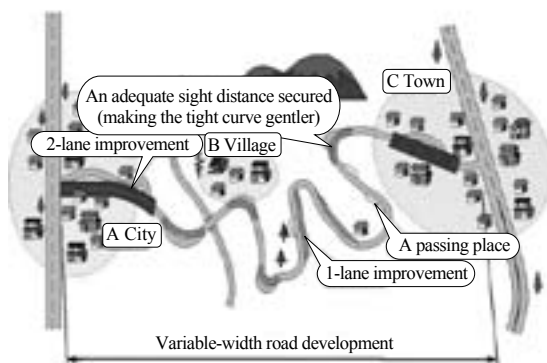 C Town
An adequate sight distance secured
(making the tight curve gentler)
2-lane improvement
B Village
A City
A passing place
1-lane improvement
Variable-width road development